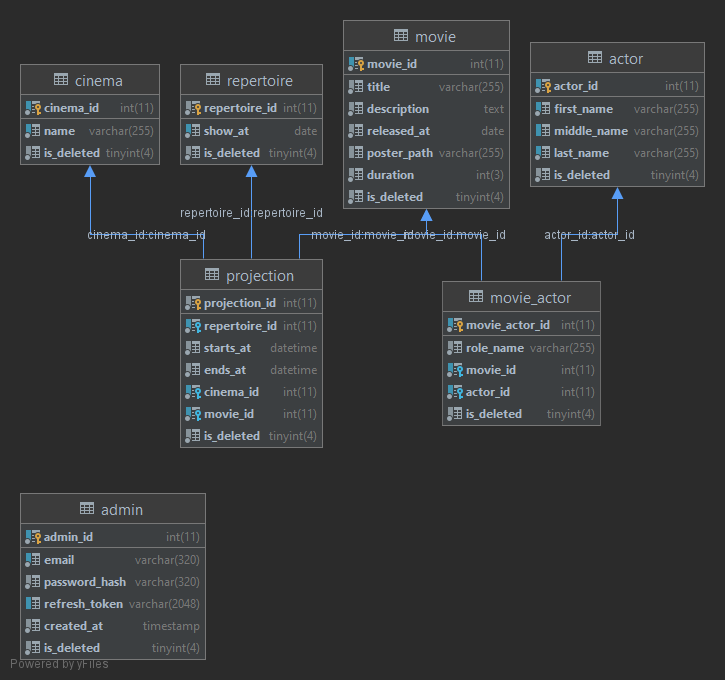 cinema
cinema_id int(11)
name varchar(255)
is_deleted tinyint(4)
repertoire
repertoire_id int(11)
show_at date
is_deleted tinyint(4)
movie
movie_id int(11)
title varchar(255)
description text
released_at date
poster_path varchar(255)
duration int(3)
is_deleted tinyint(4)
actor
actor_id int(11)
first_name varchar(255)
middle_name varchar(255)
last_name varchar(255)
is_deleted tinyint(4)
repertoire_id:repertoire_id
cinema_id:cinema_id
movie_id:movie_id
movie_id:movie_id
actor_id:actor_id
projection
projection_id int(11)
repertoire_id int(11)
starts_at datetime
ends_at datetime
cinema_id int(11)
movie_id int(11)
is_deleted tinyint(4)
movie_actor
movie_actor_id int(11)
role_name varchar(255)
movie_id int(11)
actor_id int(11)
is_deleted tinyint(4)
admin
admin_id int(11)
email varchar(320)
password_hash varchar(320)
refresh_token varchar(2048)
created_at timestamp
is_deleted tinyint(4)
Powered by yFiles